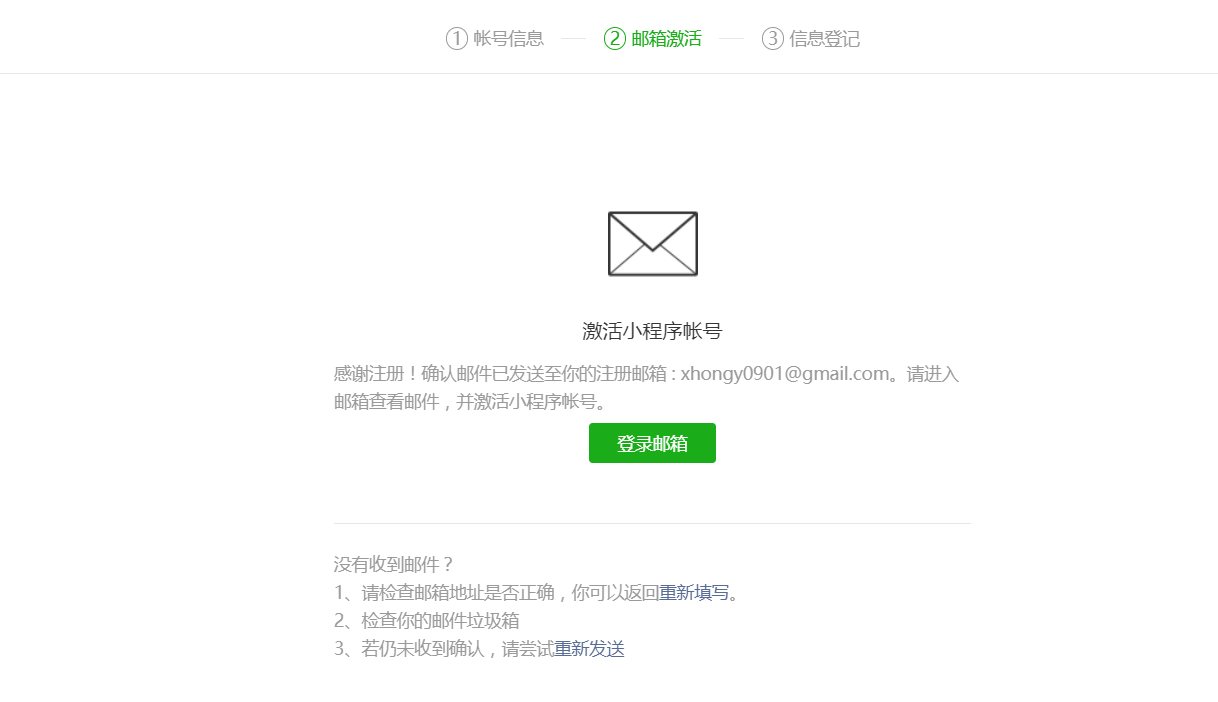 ① 帐号信息 ② 邮箱激活 ③ 信息登记
激活小程序帐号
感谢注册！确认邮件已发送至你的注册邮箱 : xhongy0901@gmail.com。请进入
邮箱查看邮件，并激活小程序帐号。
登录邮箱
没有收到邮件？
1、请检查邮箱地址是否正确，你可以返回重新填写。
2、检查你的邮件垃圾箱
3、若仍未收到确认，请尝试重新发送